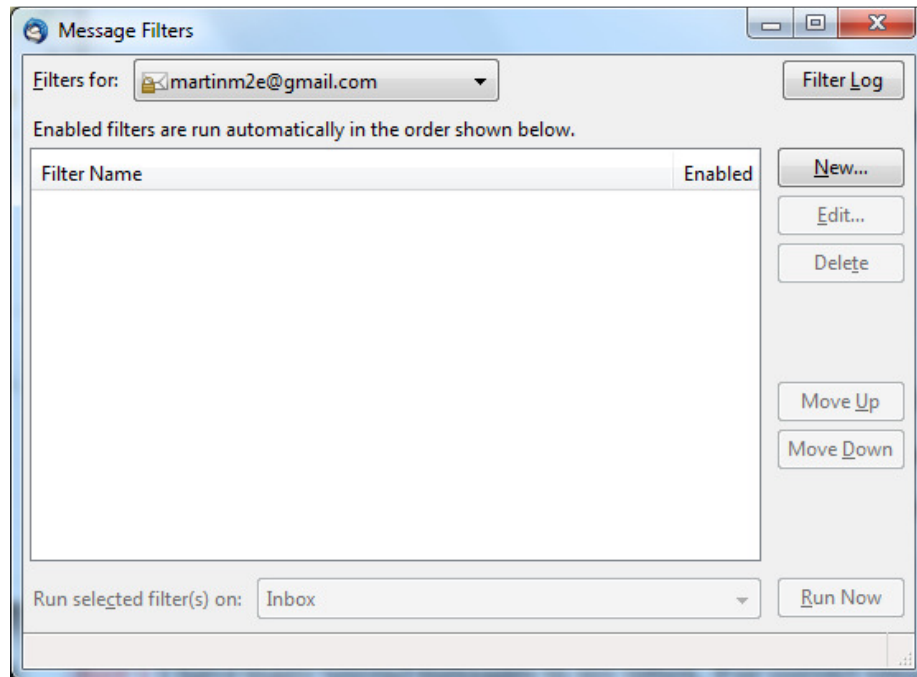 Message Filters
Filters for: martinm2e@gmail.com
Filter Log
Enabled filters are run automatically in the order shown below.
Filter Name Enabled
New...
Edit...
Delete
Move Up
Move Down
Run selected filter(s) on: Inbox
Run Now